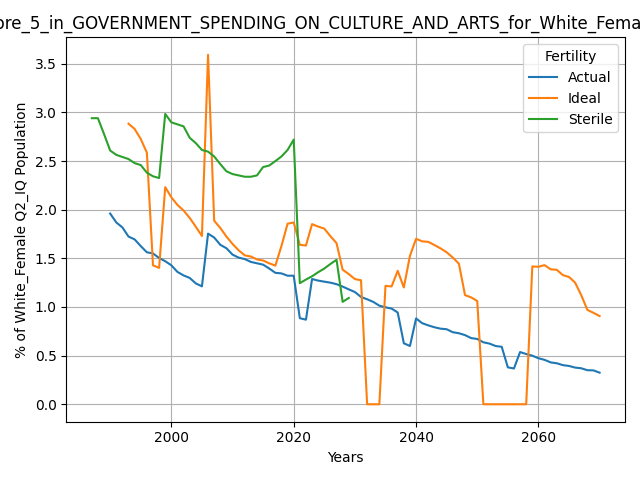 ore_5_in_GOVERNMENT_SPENDING_ON_CULTURE_AND_ARTS_for_White_Fema
Fertility
Actual
Ideal
Sterile
% of White_Female Q2_IQ Population
3.5
3.0
2.5
2.0
1.5
1.0
0.5
0.0
2000
2020
2040
2060
Years